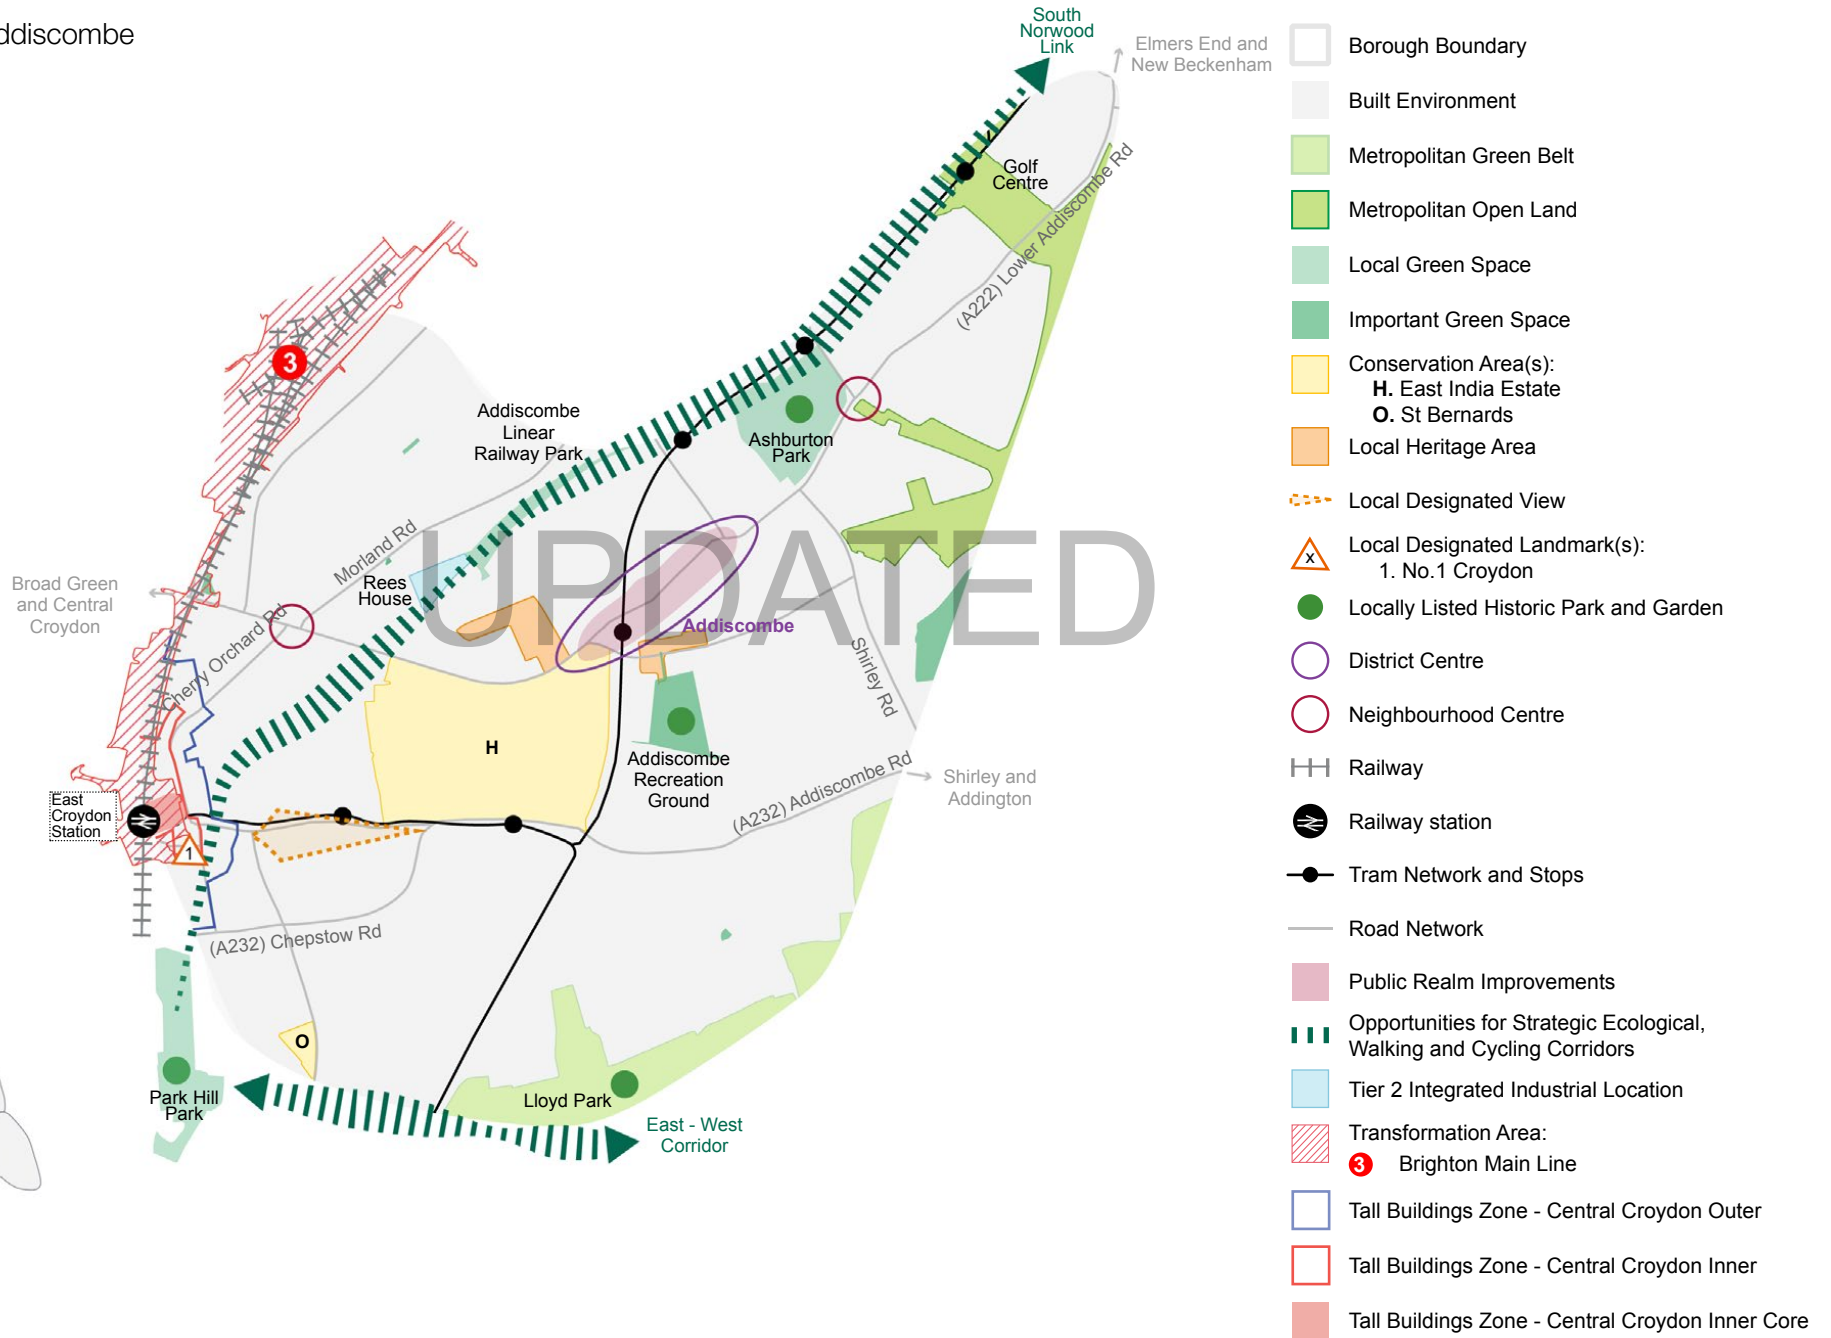 ddiscombe
South
Norwood
Link
Elmers End and
New Beckenham
Golf
Centre
(A222) Lower Addiscombe Rd
3
Addiscombe
Linear
Railway Park
Ashburton
Park
Morland Rd
Rees
House
UPDATED
Broad Green
and Central
Croydon
Cherry Orchard Rd
Addiscombe
Shirley Rd
H
Addiscombe
Recreation
Ground
(A232) Addiscombe Rd
Shirley and
Addington
East
Croydon
Station
1
(A232) Chepstow Rd
O
Park Hill
Park
Lloyd Park
East - West
Corridor
Borough Boundary
Built Environment
Metropolitan Green Belt
Metropolitan Open Land
Local Green Space
Important Green Space
Conservation Area(s):
H. East India Estate
O. St Bernards
Local Heritage Area
Local Designated View
x
Local Designated Landmark(s):
1. No.1 Croydon
Locally Listed Historic Park and Garden
District Centre
Neighbourhood Centre
Railway
Railway station
Tram Network and Stops
Road Network
Public Realm Improvements
Opportunities for Strategic Ecological,
Walking and Cycling Corridors
Tier 2 Integrated Industrial Location
Transformation Area:
3 Brighton Main Line
Tall Buildings Zone - Central Croydon Outer
Tall Buildings Zone - Central Croydon Inner
Tall Buildings Zone - Central Croydon Inner Core